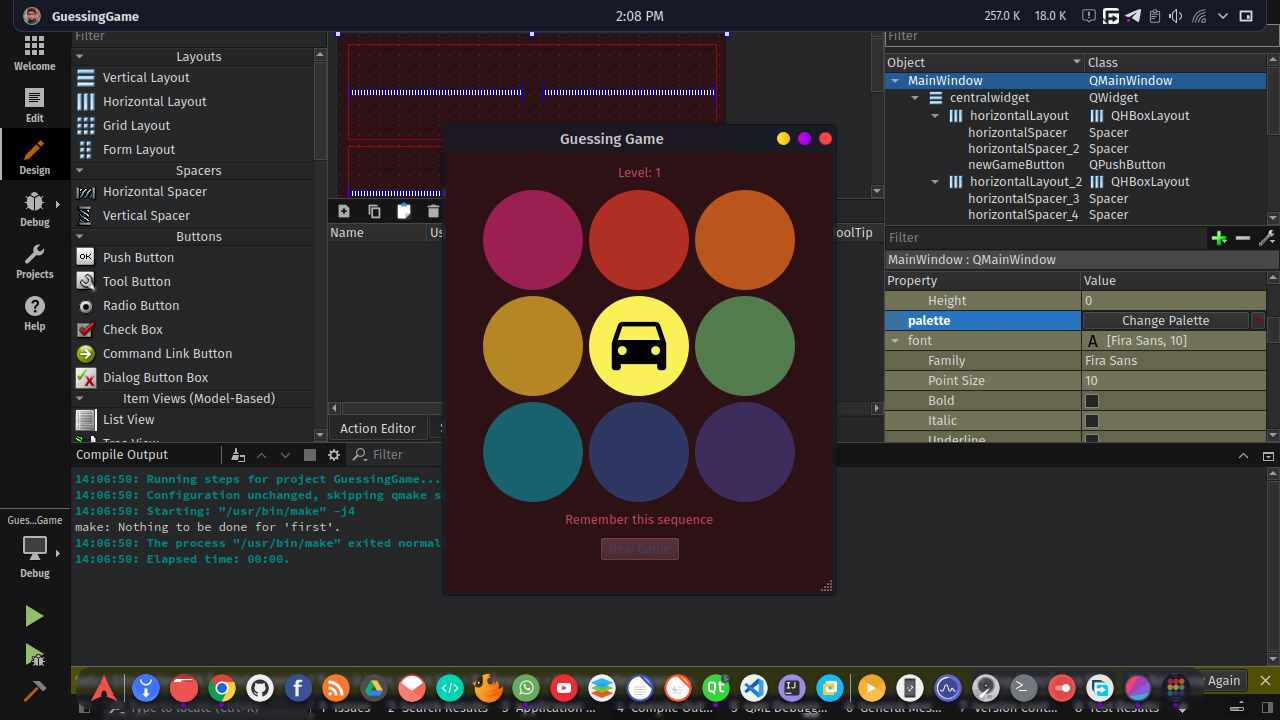 GuessingGame
2:08 PM
257.0 K 18.0 K
Welcome
Edit
Design
Debug
Projects
Help
Gues...Game
Debug
Filter
Layouts
Vertical Layout
Horizontal Layout
Grid Layout
Form Layout
Spacers
Horizontal Spacer
Vertical Spacer
Buttons
Push Button
OK
Tool Button
Radio Button
Check Box
Command Link Button
Dialog Button Box
Item Views (Model-Based)
List View
Tree View
Name
Us
oolTip
Action Editor
Guessing Game
Level: 1
Remember this sequence
New Game
Filter
Object Class
MainWindow QMainWindow
centralwidget QWidget
horizontalLayout QHBoxLayout
horizontalSpacer Spacer
horizontalSpacer_2 Spacer
newGameButton QPushButton
horizontalLayout_2 QHBoxLayout
horizontalSpacer_3 Spacer
horizontalSpacer_4 Spacer
Filter
MainWindow : QMainWindow
Property Value
Height 0
palette Change Palette
font A [Fira Sans, 10]
Family Fira Sans
Point Size 10
Bold
Italic
Underline
Compile Output
Filter
14:06:50: Running steps for project GuessingGame...
14:06:50: Configuration unchanged, skipping qmake s
14:06:50: Starting: "/usr/bin/make" -j4
make: Nothing to be done for 'first'.
14:06:50: The process "/usr/bin/make" exited normal
14:06:50: Elapsed time: 00:00.
Again
Type to locate (Ctrl+K)
1 Issues
2 Search Results
3 Application ...
4 Compile Out...
5 QML Debugg...
6 General Mes...
7 Version Cont...
8 Test Results